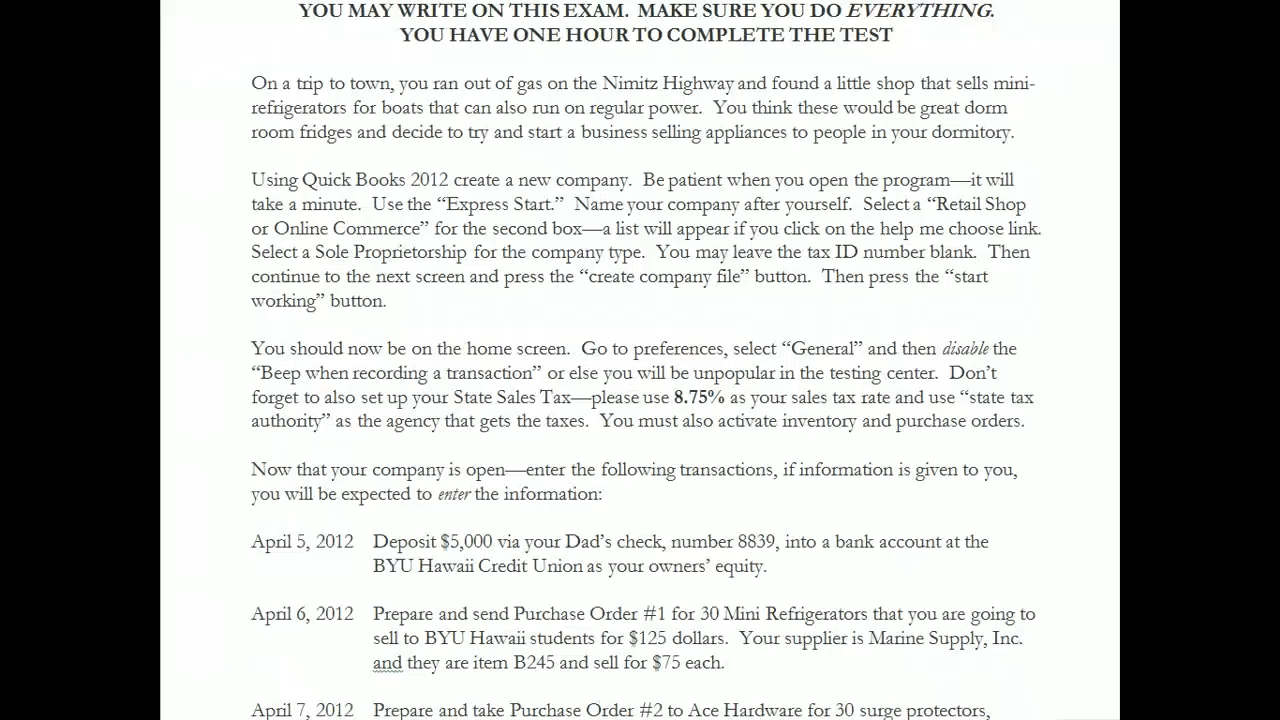 YOU MAY WRITE ON THIS EXAM. MAKE SURE YOU DO EVERYTHING.
YOU HAVE ONE HOUR TO COMPLETE THE TEST
On a trip to town, you ran out of gas on the Nimitz Highway and found a little shop that sells mini-
refrigerators for boats that can also run on regular power. You think these would be great dorm
room fridges and decide to try and start a business selling appliances to people in your dormitory.
Using Quick Books 2012 create a new company. Be patient when you open the program—it will
take a minute. Use the “Express Start.” Name your company after yourself. Select a “Retail Shop
or Online Commerce” for the second box—a list will appear if you click on the help me choose link.
Select a Sole Proprietorship for the company type. You may leave the tax ID number blank. Then
continue to the next screen and press the “create company file” button. Then press the “start
working” button.
You should now be on the home screen. Go to preferences, select “General” and then disable the
“Beep when recording a transaction” or else you will be unpopular in the testing center. Don’t
forget to also set up your State Sales Tax—please use 8.75% as your sales tax rate and use “state tax
authority” as the agency that gets the taxes. You must also activate inventory and purchase orders.
Now that your company is open—enter the following transactions, if information is given to you,
you will be expected to enter the information:
April 5, 2012 Deposit $5,000 via your Dad’s check, number 8839, into a bank account at the
BYU Hawaii Credit Union as your owners’ equity.
April 6, 2012 Prepare and send Purchase Order #1 for 30 Mini Refrigerators that you are going to
sell to BYU Hawaii students for $125 dollars. Your supplier is Marine Supply, Inc.
and they are item B245 and sell for $75 each.
April 7, 2012 Prepare and take Purchase Order #2 to Ace Hardware for 30 surge protectors,